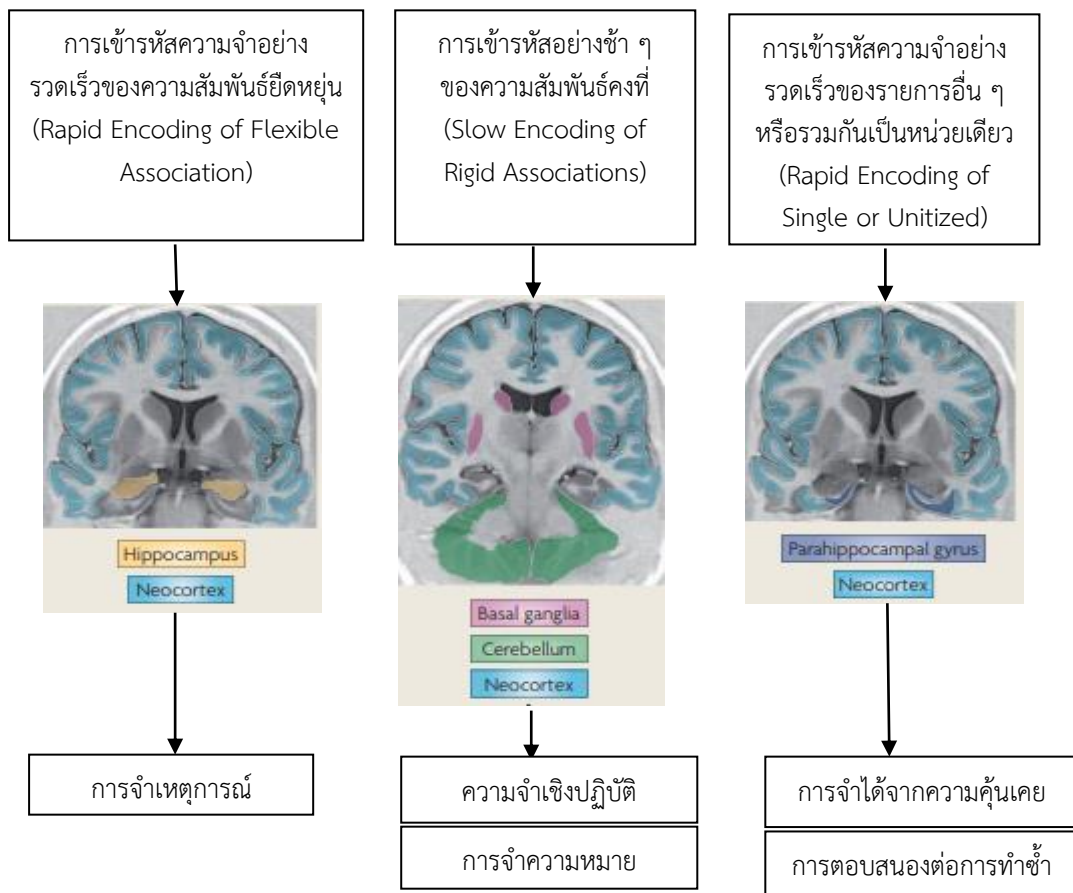 การเข้ารหัสความจำอย่าง
รวดเร็วของความสัมพันธ์ยืดหยุ่น
(Rapid Encoding of Flexible
Association)
การเข้ารหัสอย่างช้า ๆ
ของความสัมพันธ์คงที่
(Slow Encoding of
Rigid Associations)
การเข้ารหัสความจำอย่าง
รวดเร็วของรายการอื่น ๆ
หรือรวมกันเป็นหน่วยเดียว
(Rapid Encoding of
Single or Unitized)
Hippocampus
Neocortex
Basal ganglia
Cerebellum
Neocortex
Parahippocampal gyrus
Neocortex
การจำเหตุการณ์
ความจำเชิงปฏิบัติ
การจำความหมาย
การจำได้จากความคุ้นเคย
การตอบสนองต่อการทำซ้ำ